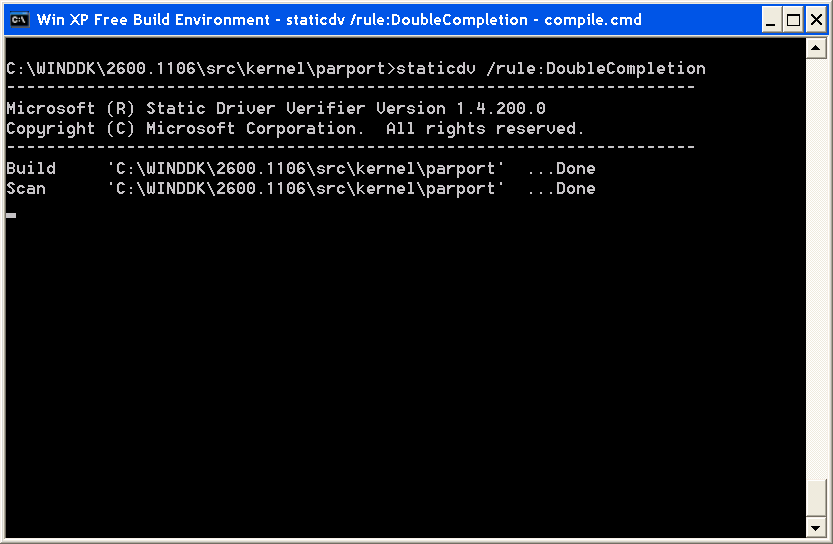 Win XP Free Build Environment - staticdv /rule:DoubleCompletion - compile.cmd
C:\WINDDK\2600.1106\src\kernel\parport>staticdv /rule:DoubleCompletion
---------------------------------------------------------------------
Microsoft (R) Static Driver Verifier Version 1.4.200.0
Copyright (C) Microsoft Corporation.  All rights reserved.
---------------------------------------------------------------------
Build     'C:\WINDDK\2600.1106\src\kernel\parport'  ...Done
Scan      'C:\WINDDK\2600.1106\src\kernel\parport'  ...Done